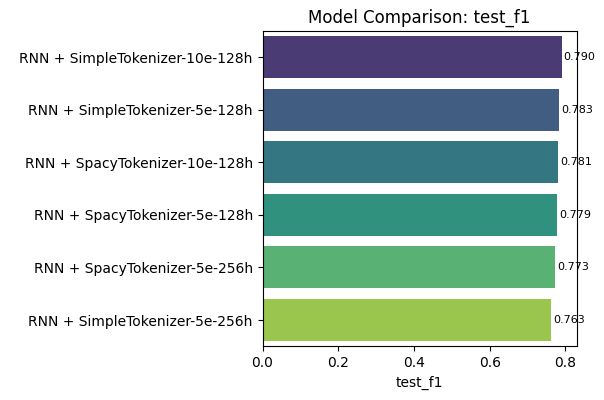 Model Comparison: test_f1
RNN + SimpleTokenizer-10e-128h
0.790
RNN + SimpleTokenizer-5e-128h
0.783
RNN + SpacyTokenizer-10e-128h
0.781
RNN + SpacyTokenizer-5e-128h
0.779
RNN + SpacyTokenizer-5e-256h
0.773
RNN + SimpleTokenizer-5e-256h
0.763
0.0 0.2 0.4 0.6 0.8
test_f1